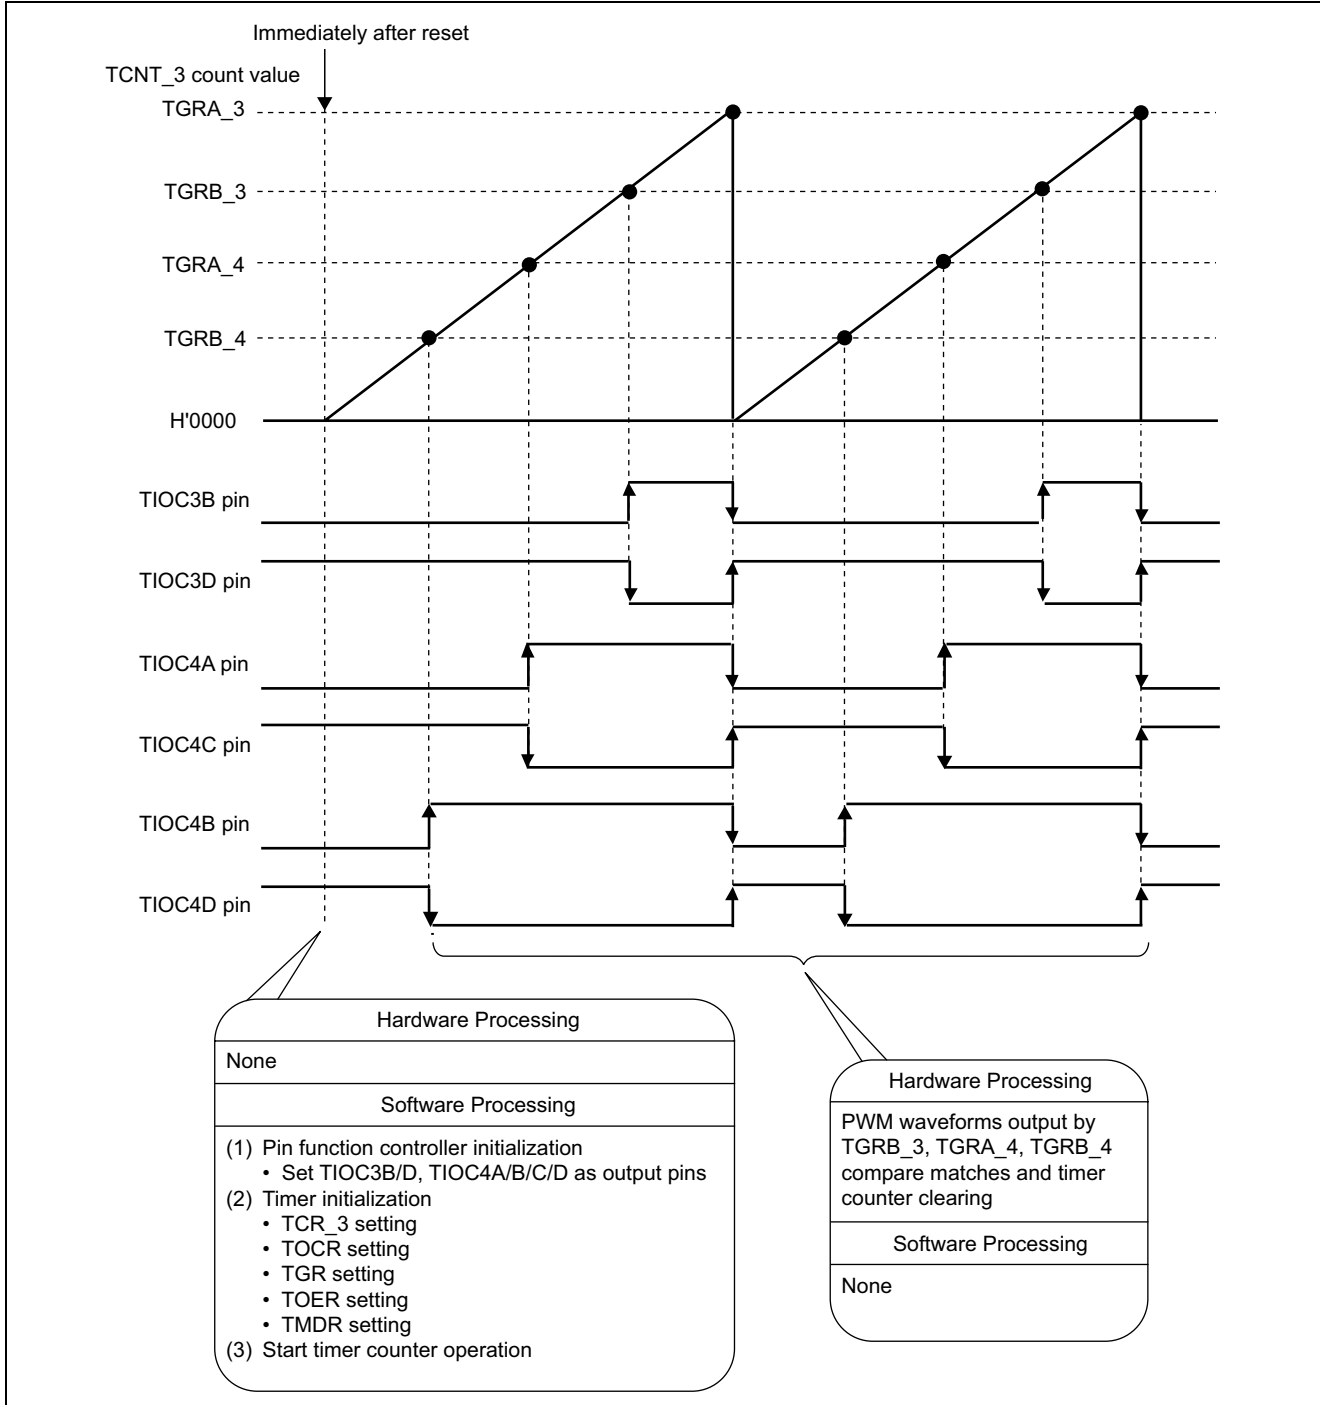 Immediately after reset
TCNT_3 count value
TGRA_3
TGRB_3
TGRA_4
TGRB_4
H'0000
TIOC3B pin
TIOC3D pin
TIOC4A pin
TIOC4C pin
TIOC4B pin
TIOC4D pin
Hardware Processing
None
Software Processing
(1) Pin function controller initialization
• Set TIOC3B/D, TIOC4A/B/C/D as output pins
(2) Timer initialization
• TCR_3 setting
• TOCR setting
• TGR setting
• TOER setting
• TMDR setting
(3) Start timer counter operation
Hardware Processing
PWM waveforms output by
TGRB_3, TGRA_4, TGRB_4
compare matches and timer
counter clearing
Software Processing
None